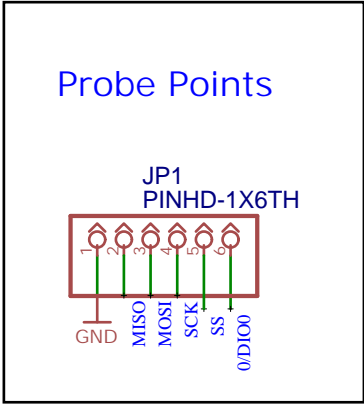 Probe Points
JP1
PINHD-1X6TH
1
2
3
4
5
6
GND
MISO
MOSI
SCK
SS
0/DIO0